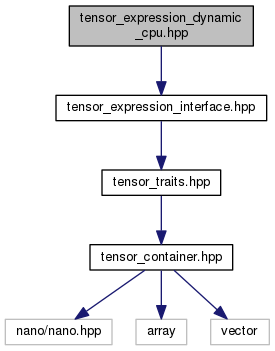 tensor_expression_dynamic
_cpu.hpp
tensor_expression_interface.hpp
tensor_traits.hpp
tensor_container.hpp
nano/nano.hpp
array
vector